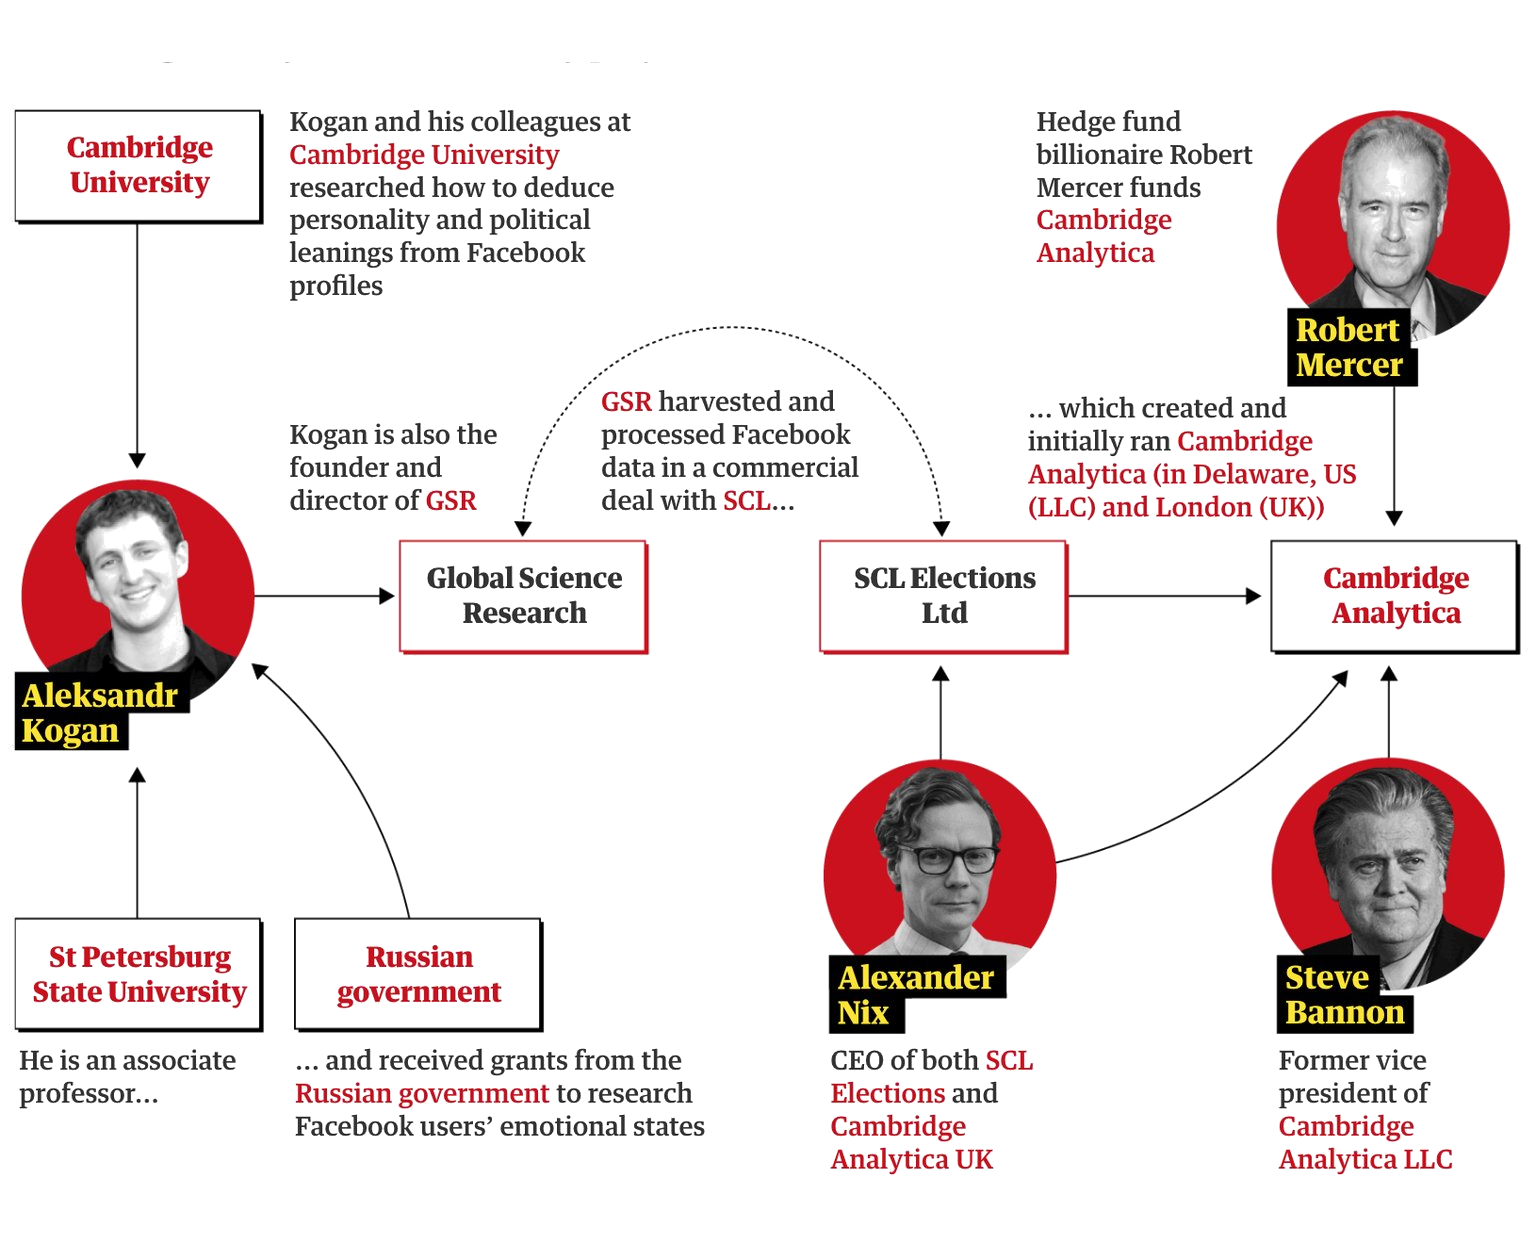 Cambridge
University
Kogan and his colleagues at
Cambridge University
researched how to deduce
personality and political
leanings from Facebook
profiles
Hedge fund
billionaire Robert
Mercer funds
Cambridge
Analytica
Robert
Mercer
Kogan is also the
founder and
director of GSR
GSR harvested and
processed Facebook
data in a commercial
deal with SCL...
... which created and
initially ran Cambridge
Analytica (in Delaware, US
(LLC) and London (UK))
Aleksandr
Kogan
Global Science
Research
SCL Elections
Ltd
Cambridge
Analytica
St Petersburg
State University
He is an associate
professor...
Russian
government
... and received grants from the
Russian government to research
Facebook users’ emotional states
Alexander
Nix
CEO of both SCL
Elections and
Cambridge
Analytica UK
Steve
Bannon
Former vice
president of
Cambridge
Analytica LLC